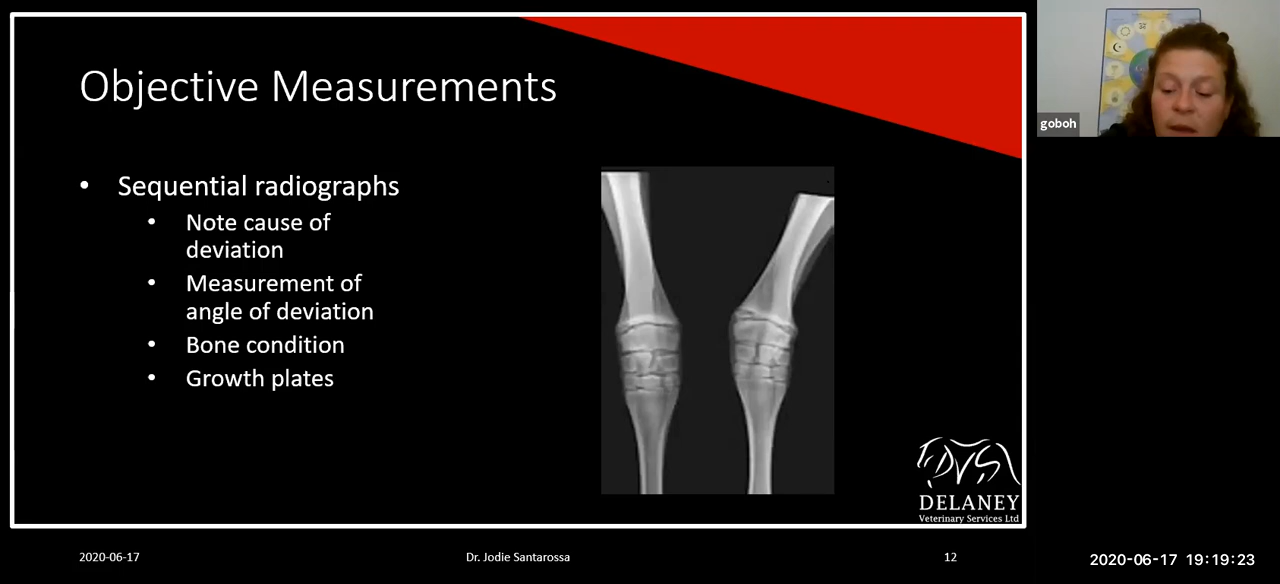 Objective Measurements
• Sequential radiographs
• Note cause of
deviation
• Measurement of
angle of deviation
• Bone condition
• Growth plates
DVS
DELANEY
Veterinary Services Ltd
2020-06-17
Dr. Jodie Santarossa
12
goboh
2020-06-17 19:19:23